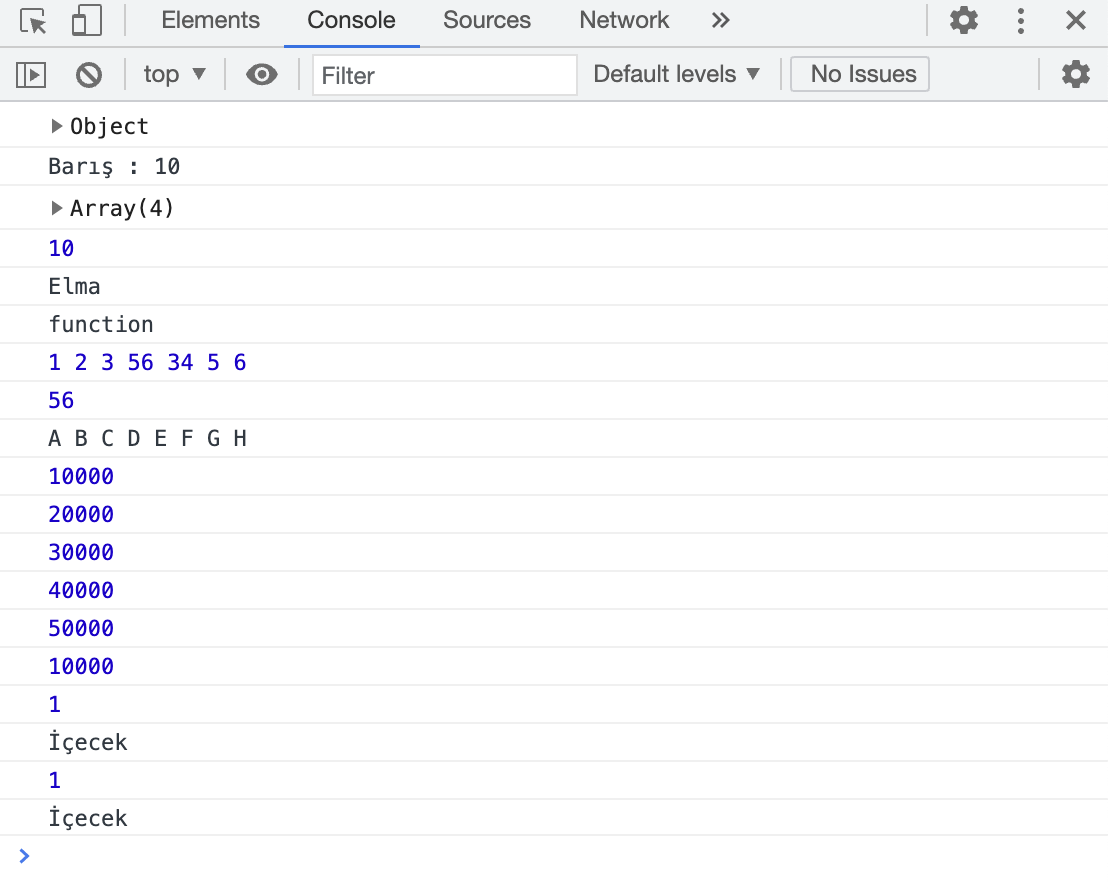 Elements Console Sources Network »
top ▼ Filter Default levels ▼ No Issues
▶ Object
Barış : 10
▶ Array(4)
10
Elma
function
1 2 3 56 34 5 6
56
A B C D E F G H
10000
20000
30000
40000
50000
10000
1
İçecek
1
İçecek
>